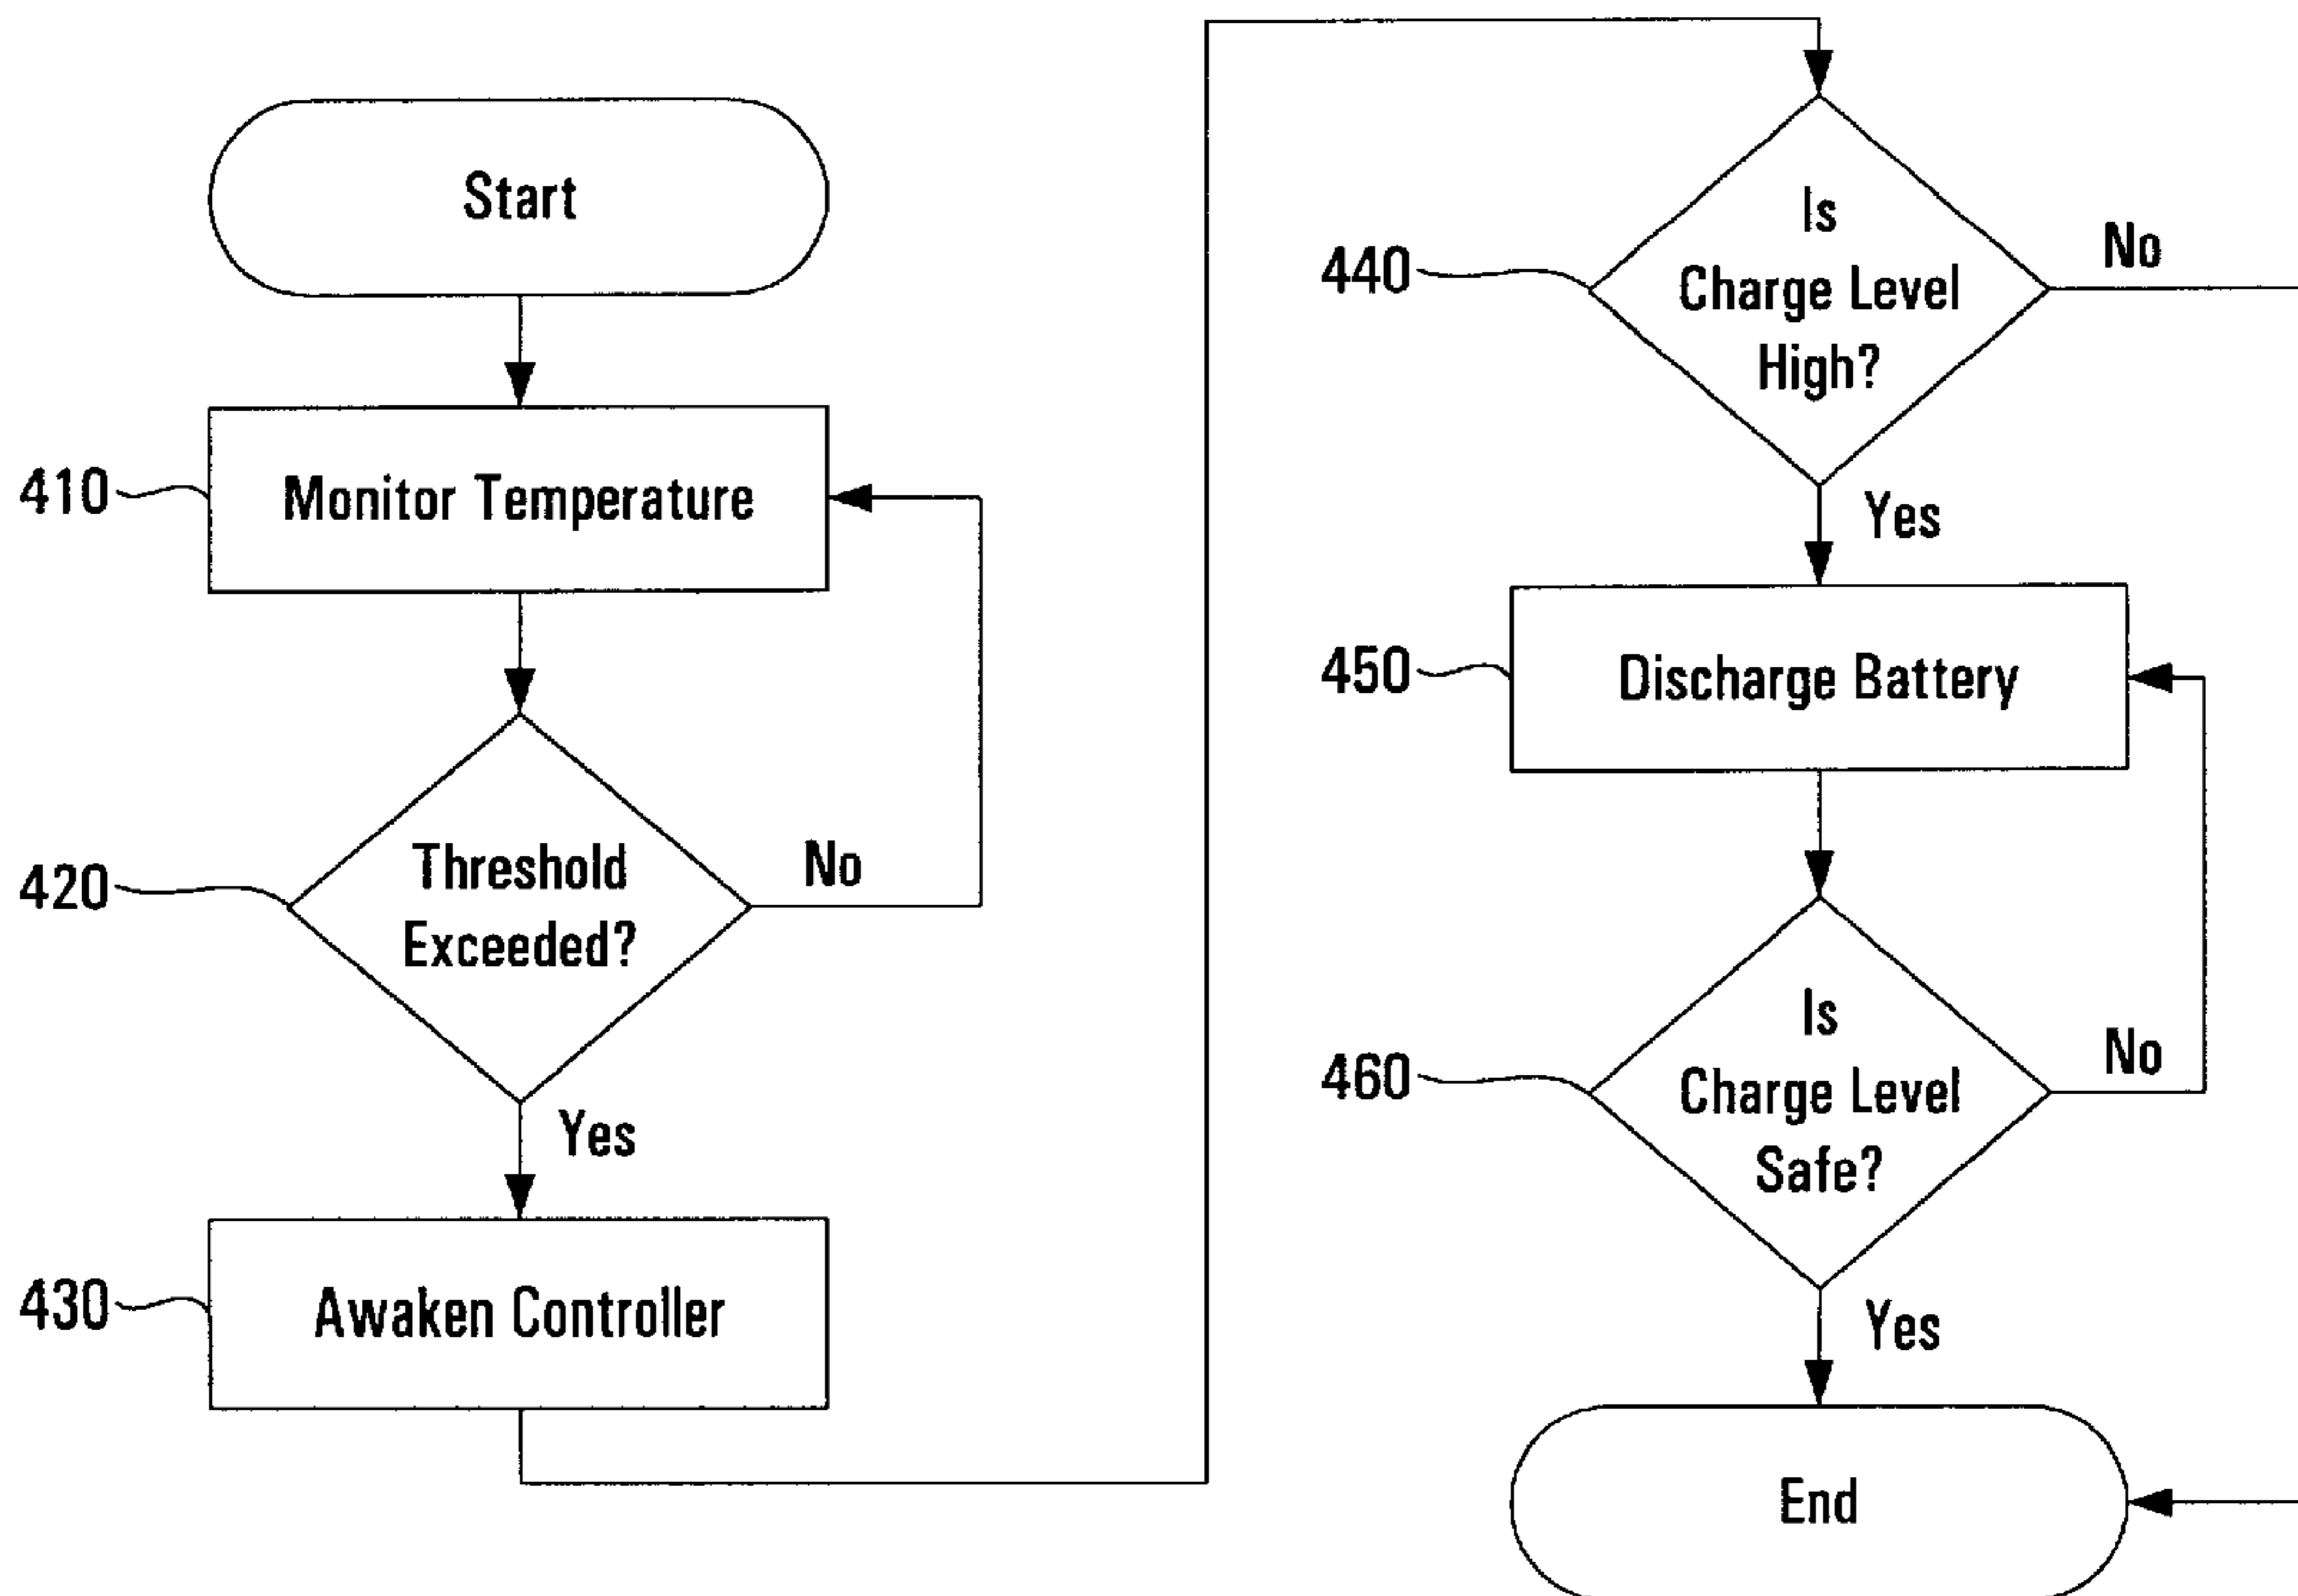 Start
410
Monitor Temperature
420
Threshold
Exceeded?
No
Yes
430
Awaken Controller
440
Is
Charge Level
High?
No
Yes
450
Discharge Battery
460
Is
Charge Level
Safe?
No
Yes
End